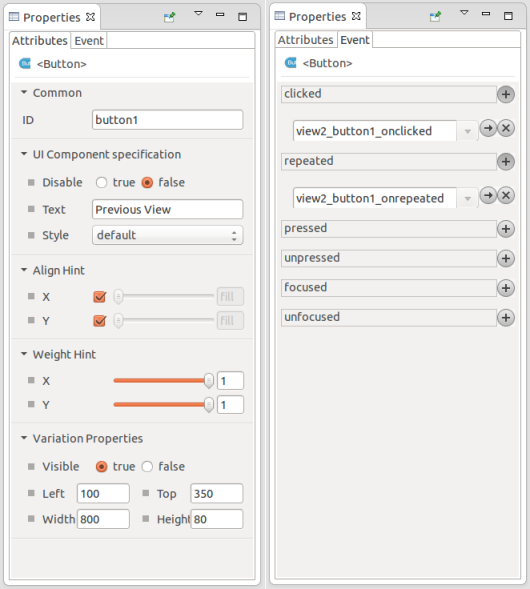 Properties
Attributes Event
<Button>
Common
ID button1
UI Component specification
Disable true false
Text Previous View
Style default
Align Hint
X fill
Y fill
Weight Hint
X 1
Y 1
Variation Properties
Visible true false
Left 100 Top 350
Width 800 Height 80
Properties
Attributes Event
<Button>
clicked
view2_button1_onclicked
repeated
view2_button1_onrepeated
pressed
unpressed
focused
unfocused